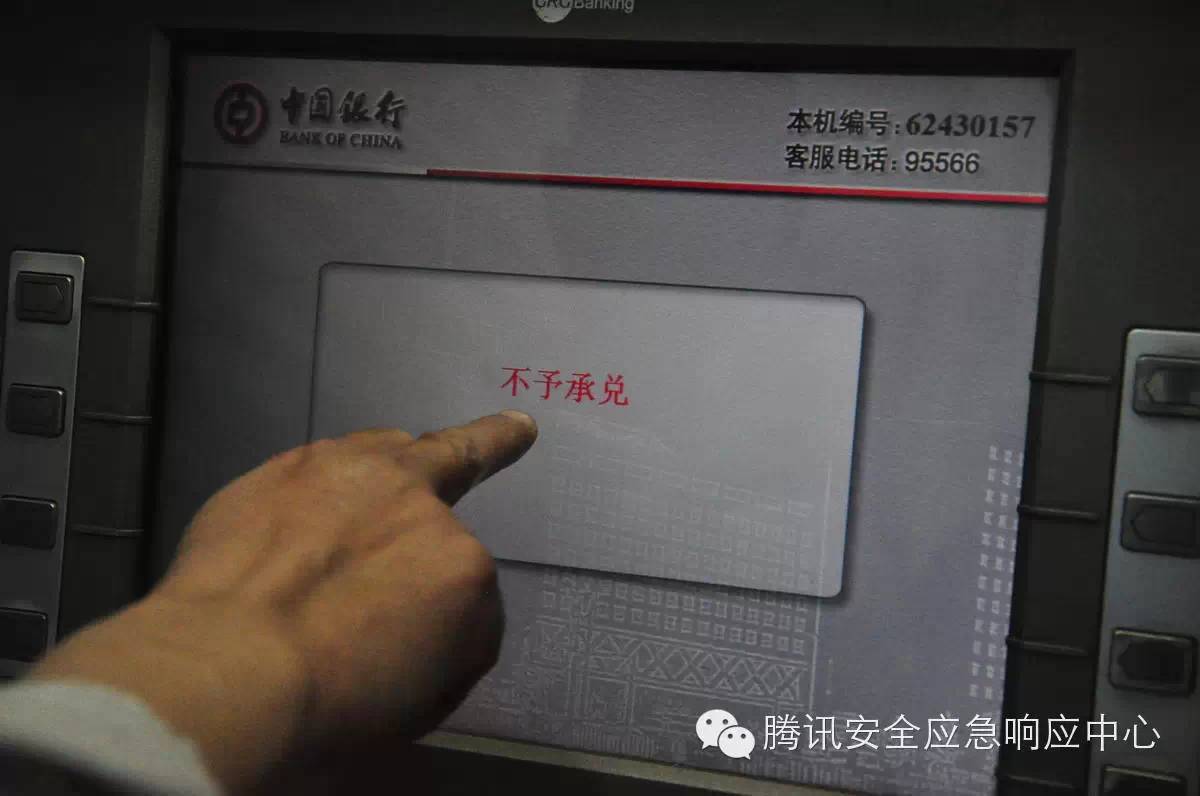 CRCBanking
中国银行
BANK OF CHINA
本机编号:62430157
客服电话:95566
不予承兑
腾讯安全应急响应中心